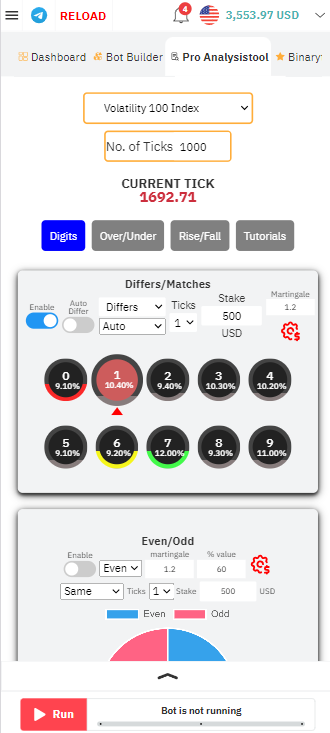 RELOAD 4 3,553.97 USD
Dashboard Bot Builder Pro Analysistool Binary
Volatility 100 Index
No. of Ticks 1000
CURRENT TICK
1692.71
Digits Over/Under Rise/Fall Tutorials
Differs/Matches
Enable Auto Differ Differs Auto Ticks 1 Stake 500 USD Martingale 1.2
0 1 2 3 4
9.10% 10.40% 9.40% 10.30% 10.20%
5 6 7 8 9
9.10% 9.20% 12.00% 9.30% 11.00%
Even/Odd
Enable Even martingale 1.2 % value 60
Same Ticks 1 Stake 500 USD
Even Odd
Run Bot is not running